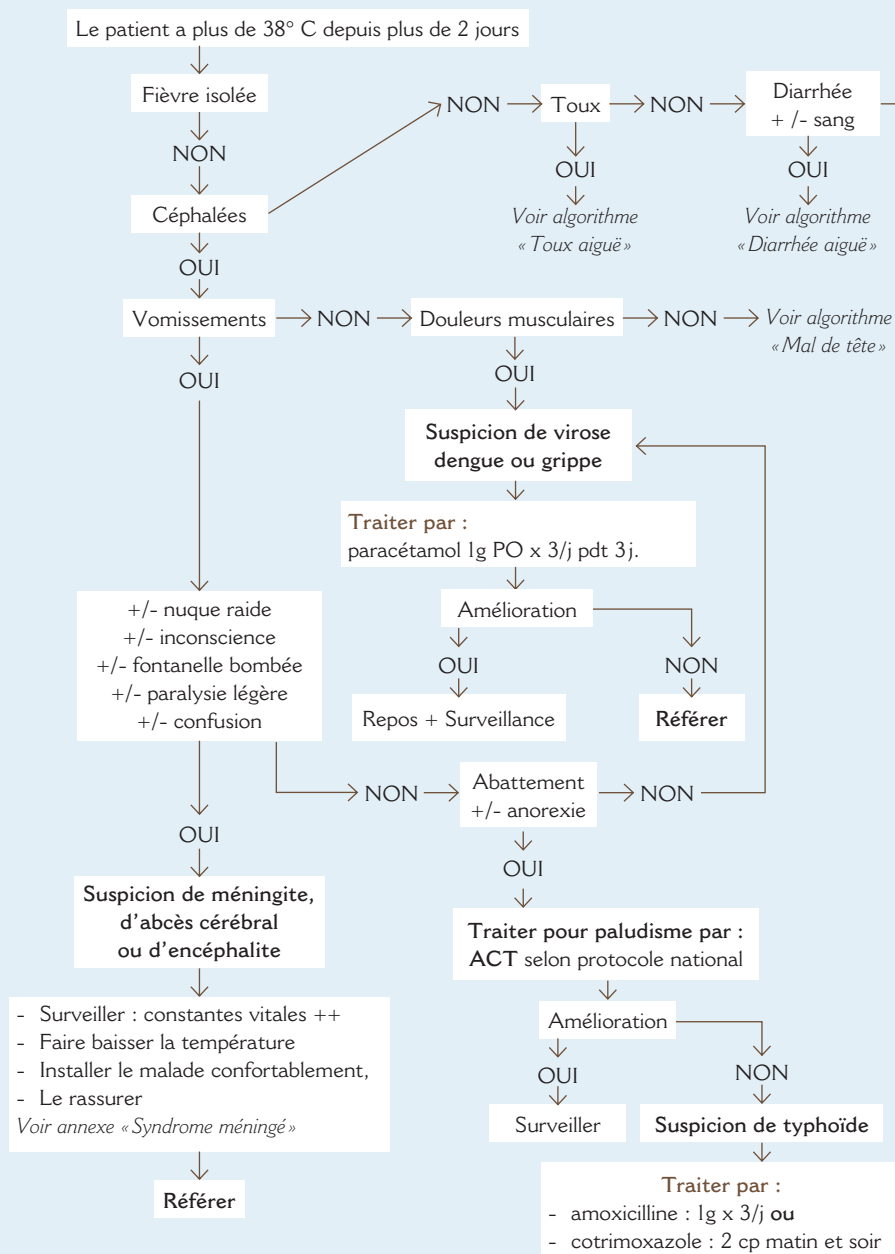 Le patient a plus de 38° C depuis plus de 2 jours
Fièvre isolée
NON
Céphalées
NON
Toux
NON
Diarrhée
+ /- sang
OUI
OUI
Voir algorithme
« Toux aiguë »
Voir algorithme
« Diarrhée aiguë »
OUI
Vomissements
NON
Douleurs musculaires
NON
Voir algorithme
« Mal de tête »
OUI
OUI
Suspicion de virose
dengue ou grippe
Traiter par :
paracétamol 1g PO x 3/j pdt 3 j.
Amélioration
OUI
NON
Repos + Surveillance
Référer
+/- nuque raide
+/- inconscience
+/- fontanelle bombée
+/- paralysie légère
+/- confusion
NON
Abattement
+/- anorexie
NON
OUI
OUI
Suspicion de méningite,
d’abcès cérébral
ou d’encéphalite
Traiter pour paludisme par :
ACT selon protocole national
- Surveiller : constantes vitales ++
- Faire baisser la température
- Installer le malade confortablement,
- Le rassurer
Voir annexe « Syndrome méningé »
Référer
Amélioration
OUI
NON
Surveiller
Suspicion de typhoïde
Traiter par :
- amoxicilline : 1g x 3/j ou
- cotrimoxazole : 2 cp matin et soir